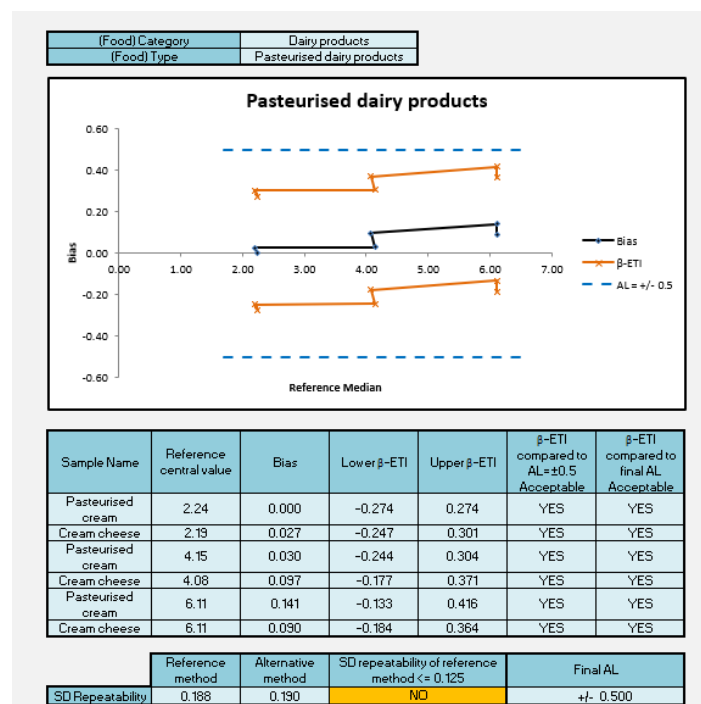 (Food) Category Dairy products
(Food) Type Pasteurised dairy products
Pasteurised dairy products
0.60
0.40
0.20
0.00
-0.20
-0.40
-0.60
Bias
0.00 1.00 2.00 3.00 4.00 5.00 6.00 7.00
Reference Median
Bias
β-ETI
AL = +/- 0.5
Sample Name Reference central value Bias Lower β-ETI Upper β-ETI β-ETI compared to AL=±0.5 Acceptable β-ETI compared to final AL Acceptable
Pasteurised cream 2.24 0.000 -0.274 0.274 YES YES
Cream cheese 2.19 0.027 -0.247 0.301 YES YES
Pasteurised cream 4.15 0.030 -0.244 0.304 YES YES
Cream cheese 4.08 0.097 -0.177 0.371 YES YES
Pasteurised cream 6.11 0.141 -0.133 0.416 YES YES
Cream cheese 6.11 0.090 -0.184 0.364 YES YES
Reference method Alternative method SD repeatability of reference method <= 0.125 Final AL
SD Repeatability 0.188 0.190 NO +/- 0.500